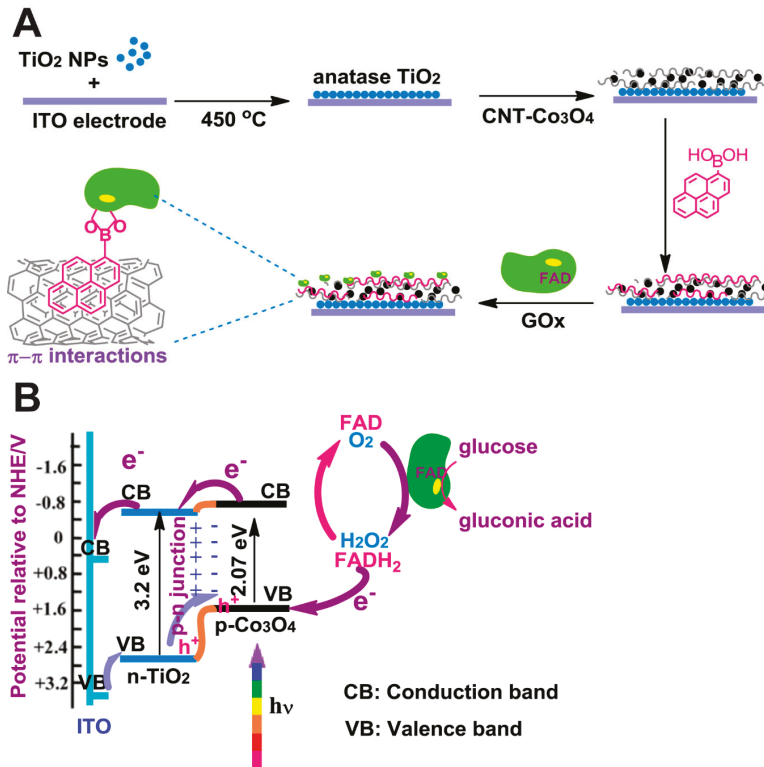 A
TiO2 NPs
+
ITO electrode
450 °C
anatase TiO2
CNT-Co3O4
HO
OH
B
O
O
B
π–π interactions
FAD
GOx
B
Potential relative to NHE/V
-1.6
-0.8
0
+0.8
+1.6
+2.4
+3.2
e-
e-
CB
CB
CB
3.2 eV
p-n junction
+ -
+ -
+ -
+ -
+ -
2.07 eV
h+
h+
VB
VB
VB
n-TiO2
p-Co3O4
ITO
hν
FAD
O2
H2O2
FADH2
e-
FAD
glucose
gluconic acid
CB: Conduction band
VB: Valence band